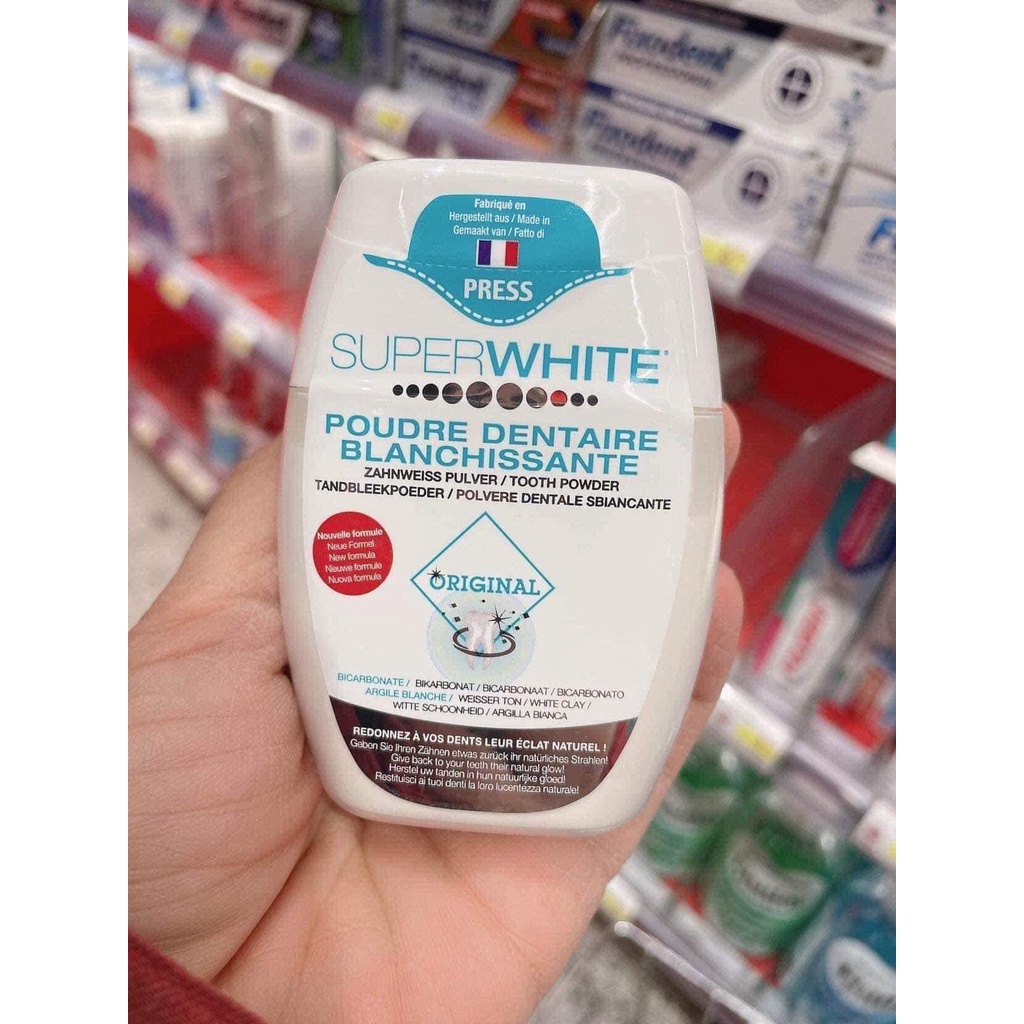 Fabriqué en
Hergestellt aus / Made in
Gemaakt van / Fatto di
PRESS
SUPERWHITE
POUDRE DENTAIRE
BLANCHISSANTE
ZAHNWEISS PULVER / TOOTH POWDER
TANDBLEEKPOEDER / POLVERE DENTALE SBIANCANTE
Nouvelle formule
Neue Formel
New formula
Nieuwe formule
Nuova formula
ORIGINAL
BICARBONATE / BIKARBONAT / BICARBONAAT / BICARBONATO
ARGILE BLANCHE / WEISSER TON / WHITE CLAY /
WITTE SCHOONHEID / ARGILLA BIANCA
REDONNEZ À VOS DENTS LEUR ÉCLAT NATUREL !
Geben Sie Ihren Zähnen etwas zurück ihr natürliches Strahlen!
Give back to your teeth their natural glow!
Herstel uw tanden in hun natuurlijke gloed!
Restituisci ai tuoi denti la loro lucentezza naturale!
Fixodent
Fixodent
Fixodent